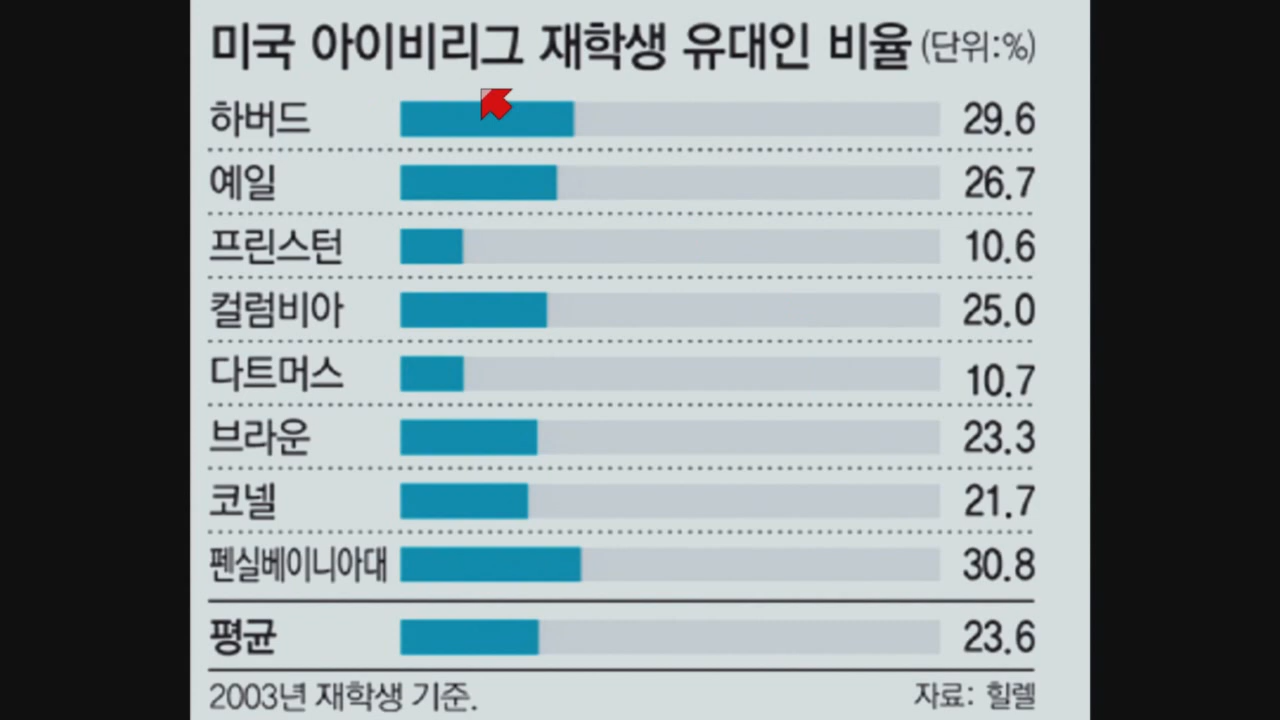 미국 아이비리그 재학생 유대인 비율 (단위:%)
하버드 29.6
예일 26.7
프린스턴 10.6
컬럼비아 25.0
다트머스 10.7
브라운 23.3
코넬 21.7
펜실베이니아대 30.8
평균 23.6
2003년 재학생 기준. 자료: 힐렐